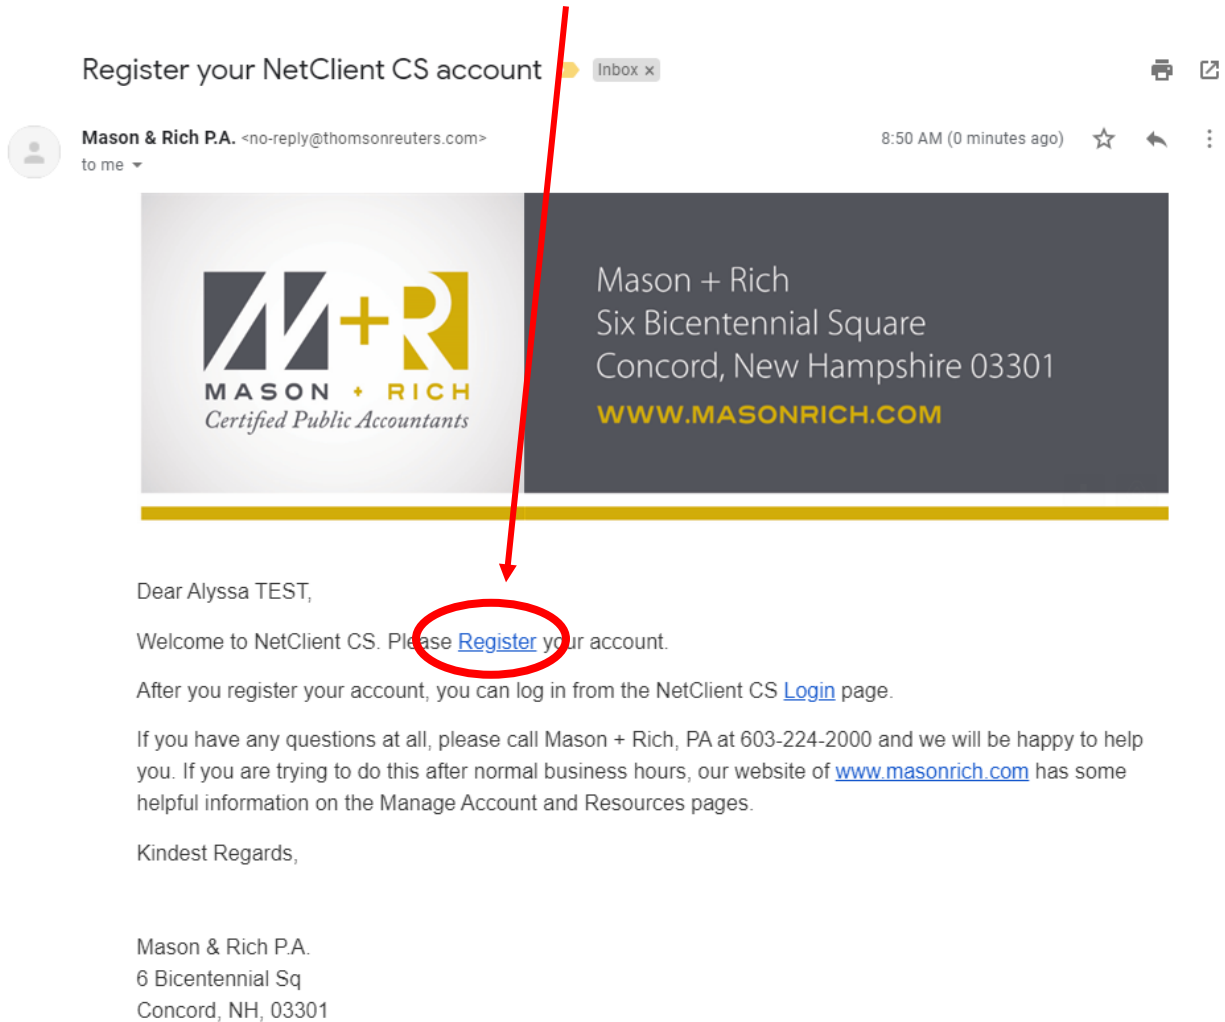 Register your NetClient CS account Inbox x
Mason & Rich P.A. <no-reply@thomsonreuters.com> 8:50 AM (0 minutes ago)
to me
M+R
MASON + RICH
Certified Public Accountants
Mason + Rich
Six Bicentennial Square
Concord, New Hampshire 03301
WWW.MASONRICH.COM
Dear Alyssa TEST,
Welcome to NetClient CS. Please Register your account.
After you register your account, you can log in from the NetClient CS Login page.
If you have any questions at all, please call Mason + Rich, PA at 603-224-2000 and we will be happy to help
you. If you are trying to do this after normal business hours, our website of www.masonrich.com has some
helpful information on the Manage Account and Resources pages.
Kindest Regards,
Mason & Rich P.A.
6 Bicentennial Sq
Concord, NH, 03301